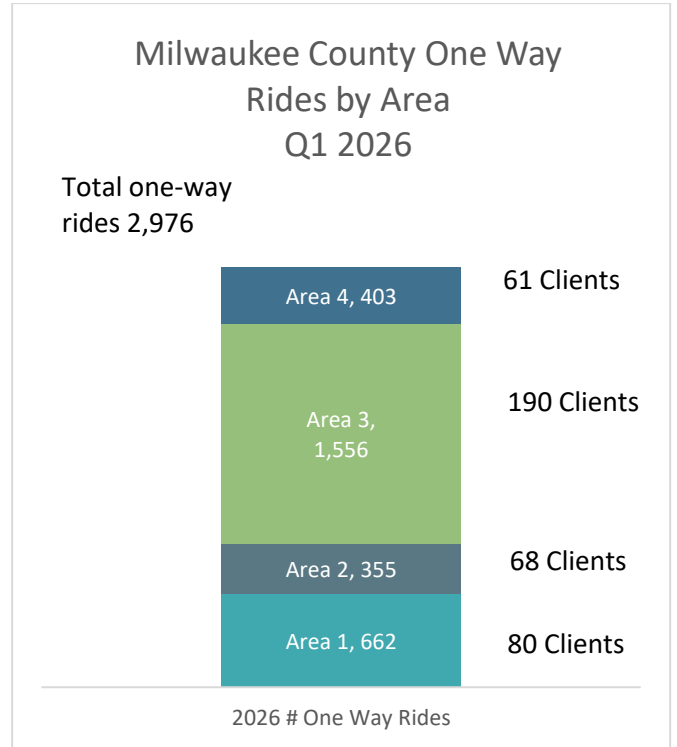 Milwaukee County One Way
Rides by Area
Q1 2026
Total one-way
rides 2,976
Area 4, 403
61 Clients
Area 3,
1,556
190 Clients
Area 2, 355
68 Clients
Area 1, 662
80 Clients
2026 # One Way Rides